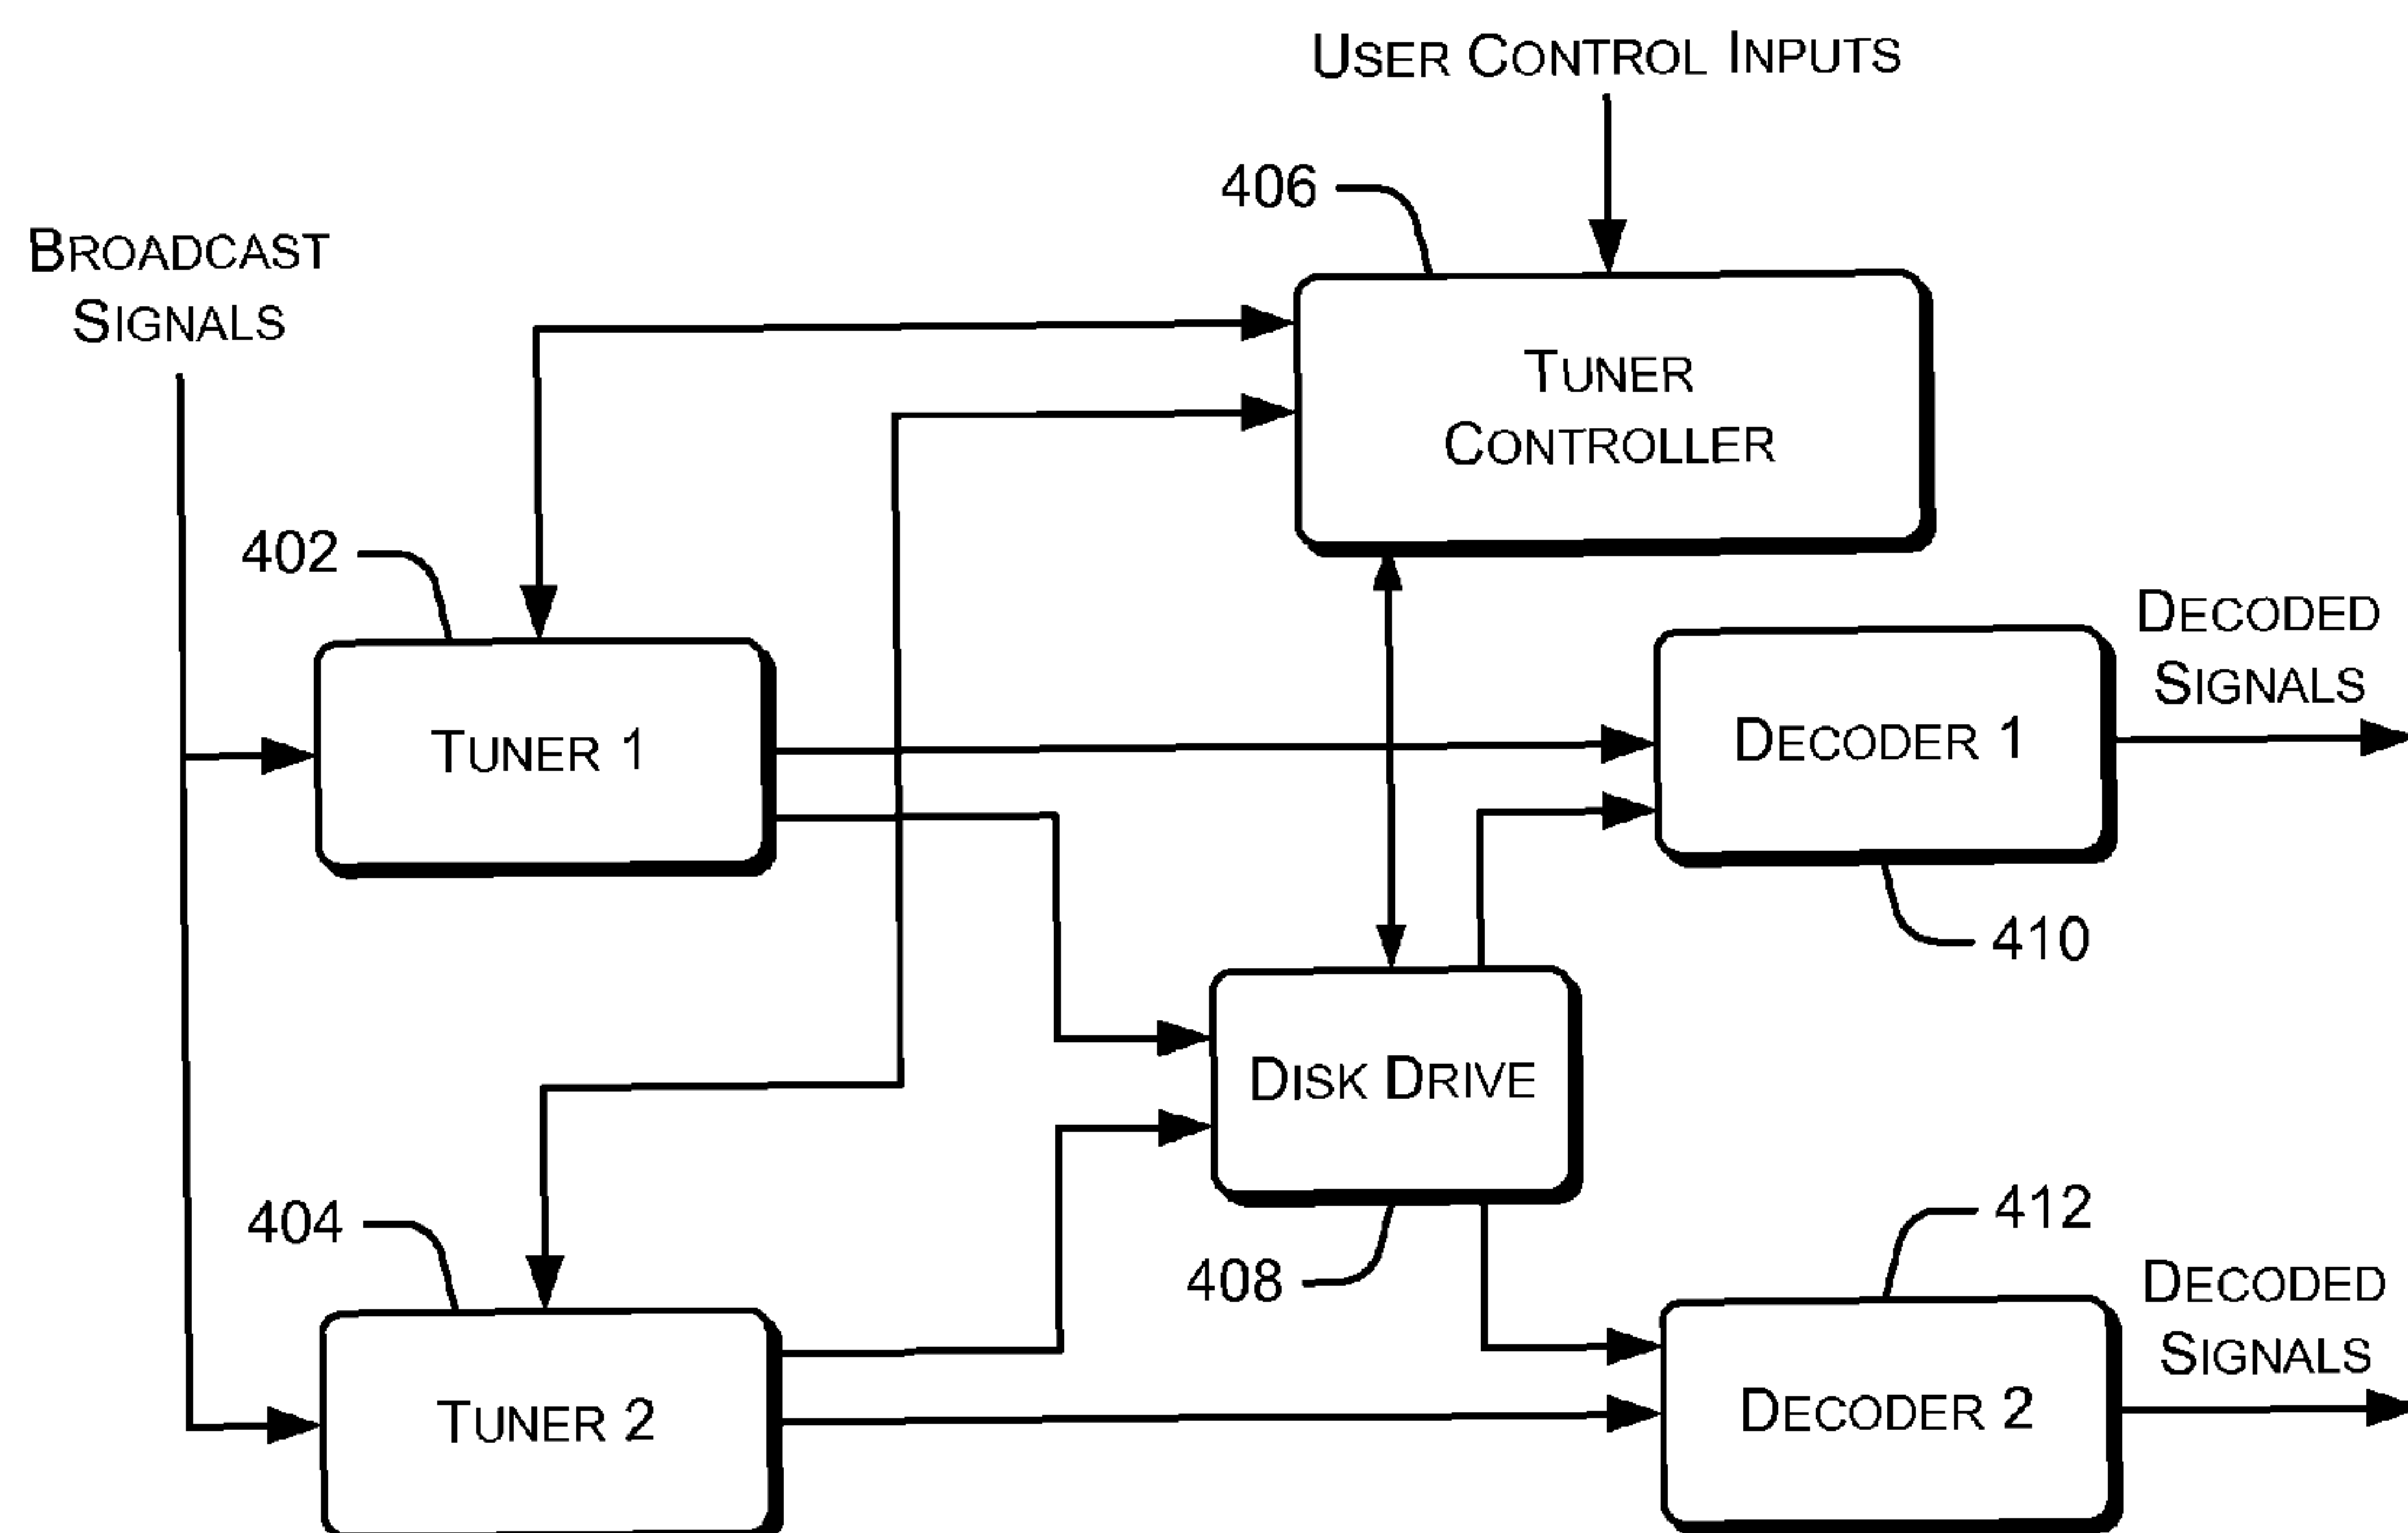 USER CONTROL INPUTS
406
BROADCAST
SIGNALS
TUNER
CONTROLLER
402
DECODED
SIGNALS
TUNER 1
DECODER 1
410
DISK DRIVE
404
408
412
DECODED
SIGNALS
TUNER 2
DECODER 2